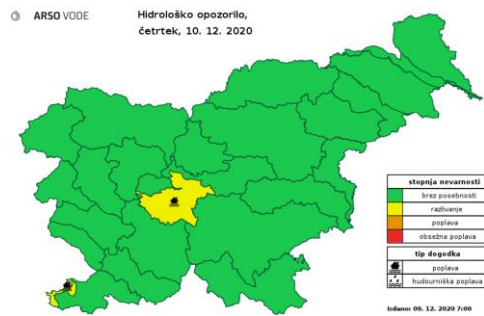 ARSO VODE
Hidrološko opozorilo,
četrtek, 10. 12. 2020
stopnja nevarnosti
brez posebnosti
razlivanje
poplava
obsežna poplava
tip dogodka
poplava
hudourniška poplava
Izdano: 09. 12. 2020 7:00